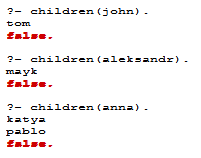 ?- children(john).
tom
false.
?- children(aleksandr).
mayk
false.
?- children(anna).
katya
pablo
false.